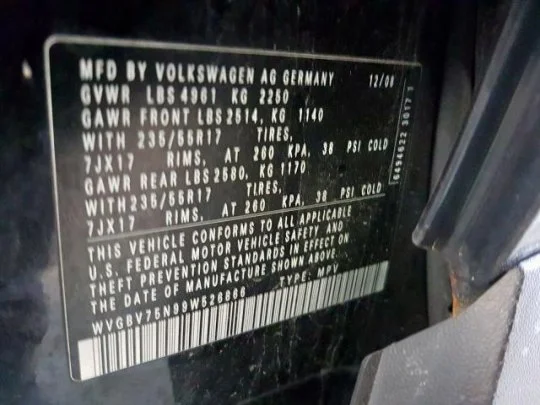 MFD BY VOLKSWAGEN AG GERMANY 12/08
GVWR LBS 4961 KG 2250
GAWR FRONT LBS 2514, KG 1140
WITH 235/55R17 TIRES,
7JX17 RIMS, AT 260 KPA, 38 PSI COLD
GAWR REAR LBS 2580, KG 1170
WITH 235/55R17 TIRES,
7JX17 RIMS, AT 260 KPA, 38 PSI COLD
THIS VEHICLE CONFORMS TO ALL APPLICABLE
U.S. FEDERAL MOTOR VEHICLE SAFETY AND
THEFT PREVENTION STANDARDS IN EFFECT ON
THE DATE OF MANUFACTURE SHOWN ABOVE.
WVGBV75N99W526886 TYPE: MPV